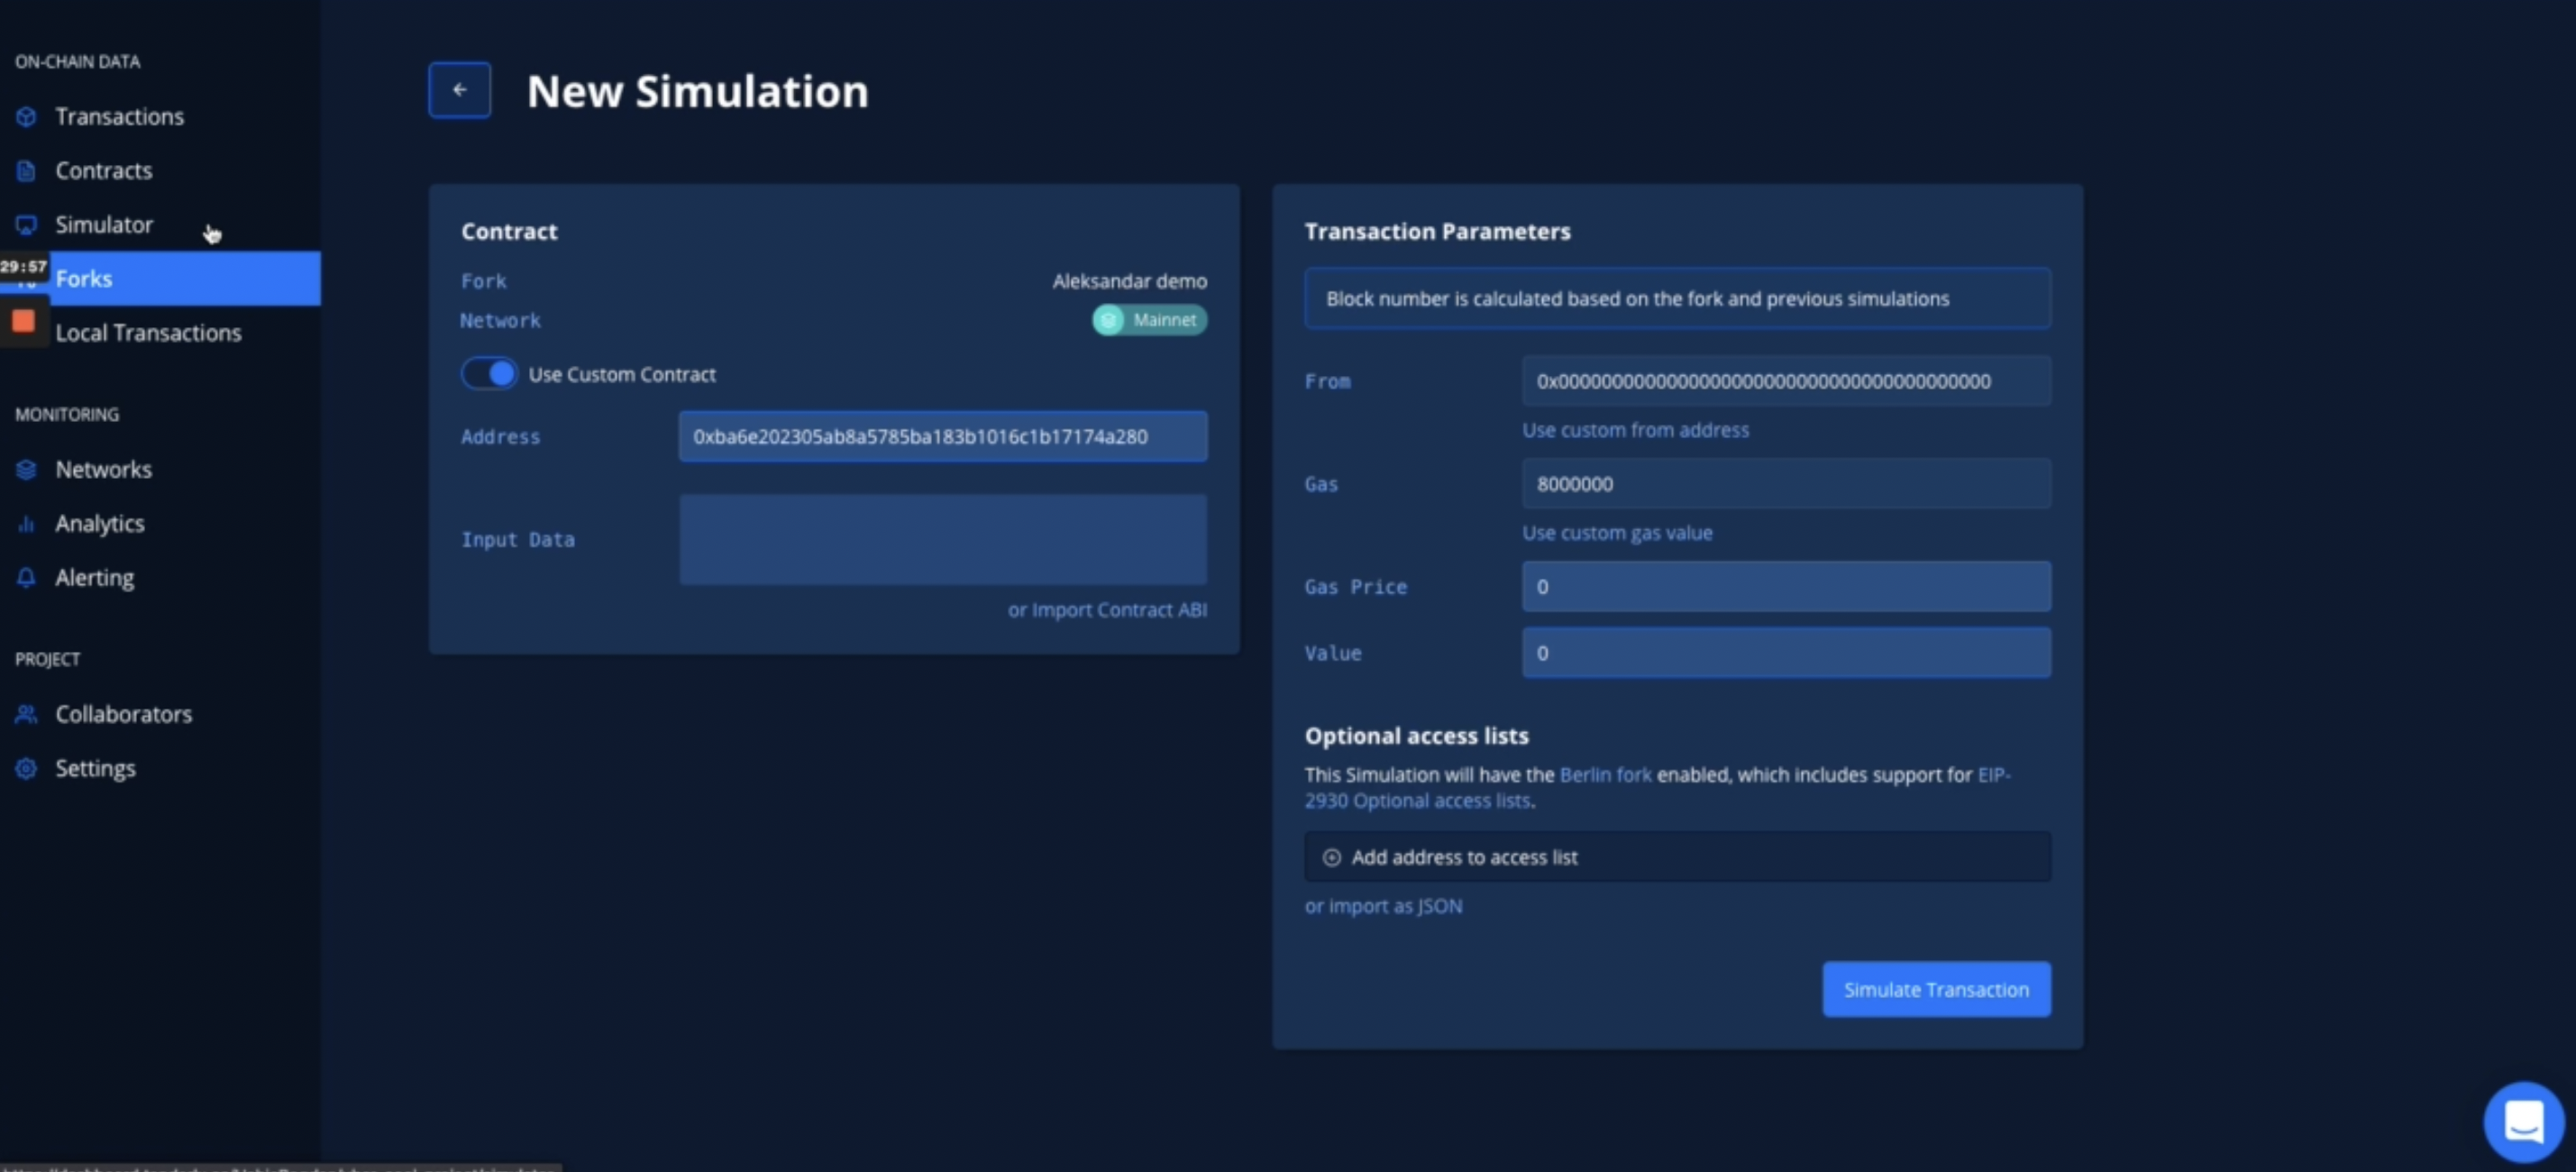 ON-CHAIN DATA
Transactions
Contracts
Simulator
29:57
Forks
Local Transactions
MONITORING
Networks
Analytics
Alerting
PROJECT
Collaborators
Settings
New Simulation
Contract
Fork Aleksandar demo
Network Mainnet
Use Custom Contract
Address 0xba6e202305ab8a5785ba183b1016c1b17174a280
Input Data
or Import Contract ABI
Transaction Parameters
Block number is calculated based on the fork and previous simulations
From 0x0000000000000000000000000000000000000000
Use custom from address
Gas 8000000
Use custom gas value
Gas Price 0
Value 0
Optional access lists
This Simulation will have the Berlin fork enabled, which includes support for EIP-
2930 Optional access lists.
Add address to access list
or import as JSON
Simulate Transaction